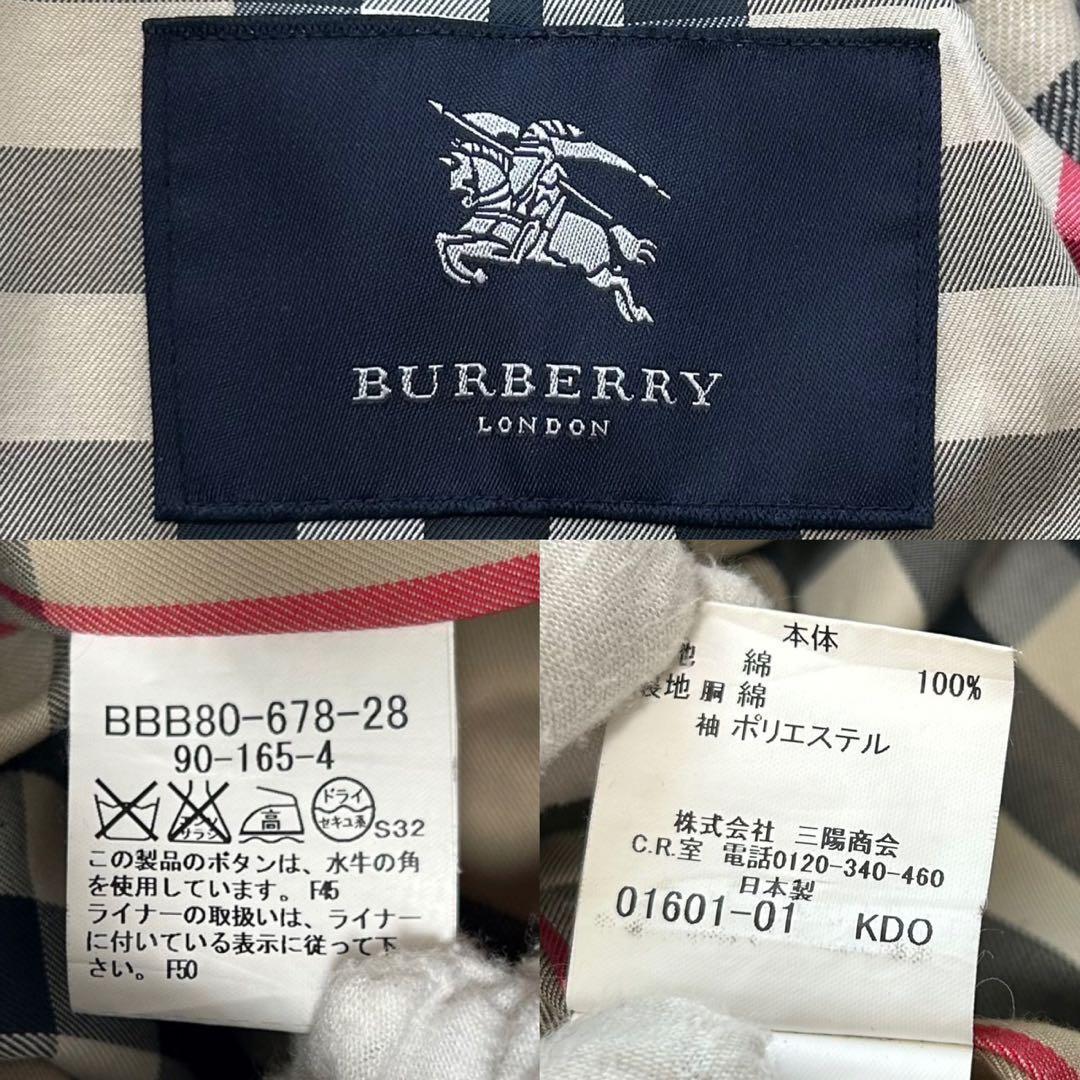 BURBERRY
LONDON
BBB80-678-28
90-165-4
高
ドライ
セキユ系
S32
この製品のボタンは、水牛の角
を使用しています。 F45
ライナーの取扱いは、ライナー
に付いている表示に従って下
さい。 F50
本体
地 綿 100%
裏地 胴 綿
袖 ポリエステル
株式会社 三陽商会
C.R.室 電話0120-340-460
日本製
01601-01 KDO